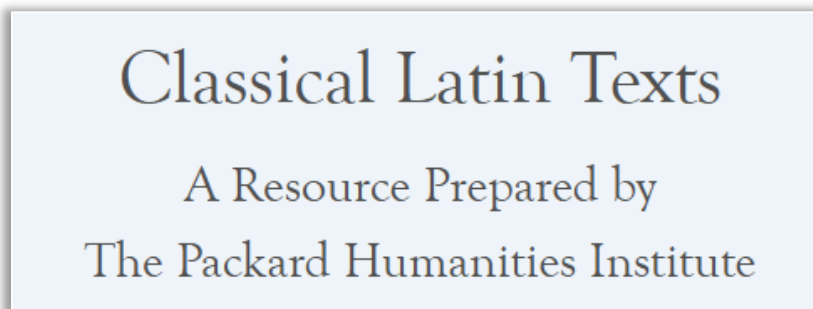 Classical Latin Texts
A Resource Prepared by
The Packard Humanities Institute